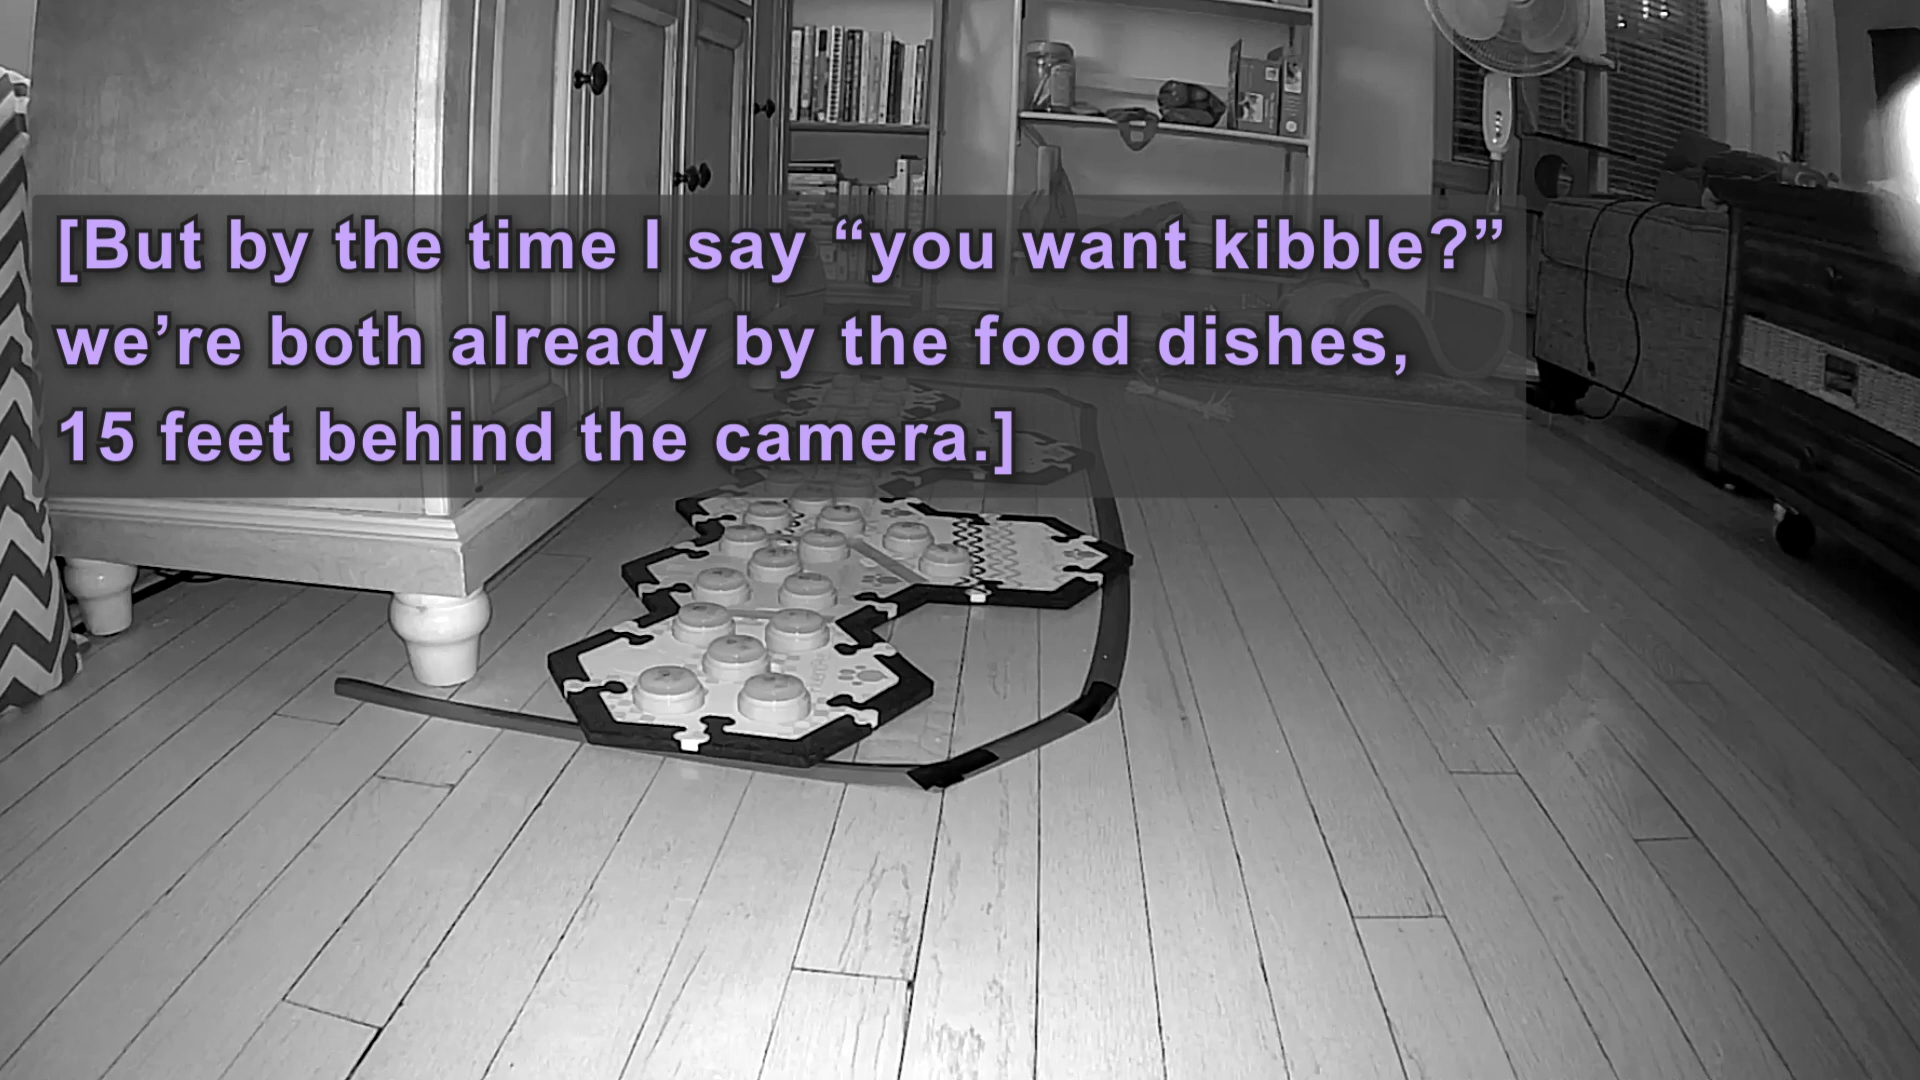 [But by the time I say “you want kibble?”
we’re both already by the food dishes,
15 feet behind the camera.]